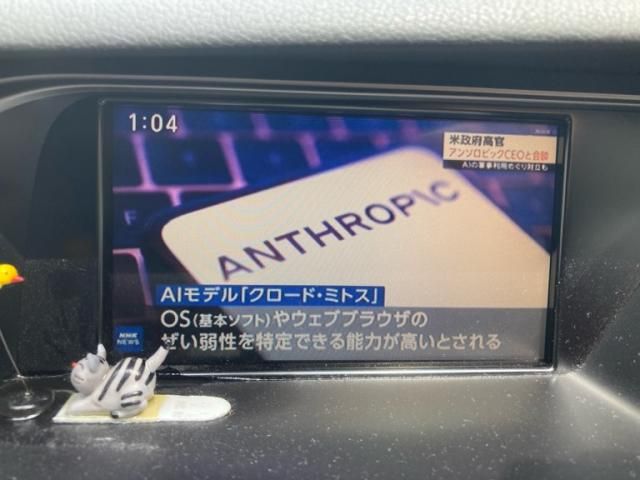 1:04
米政府高官
アンソロピックCEOと会談
AIの軍事利用めぐり対立も
ANTHROPIC
AIモデル「クロード・ミトス」
OS(基本ソフト)やウェブブラウザの
ぜい弱性を特定できる能力が高いとされる
NHK
NEWS